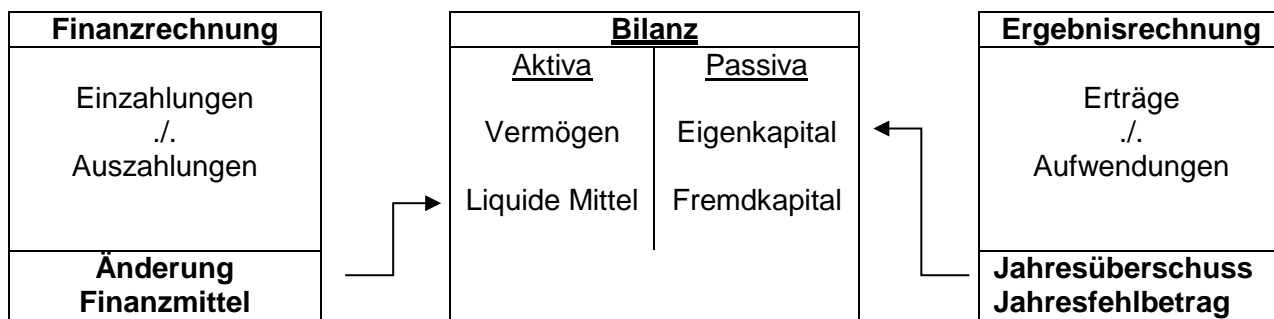 Finanzrechnung
Einzahlungen
./.
Auszahlungen
Änderung
Finanzmittel
Bilanz
Aktiva
Vermögen
Liquide Mittel
Passiva
Eigenkapital
Fremdkapital
Ergebnisrechnung
Erträge
./.
Aufwendungen
Jahresüberschuss
Jahresfehlbetrag